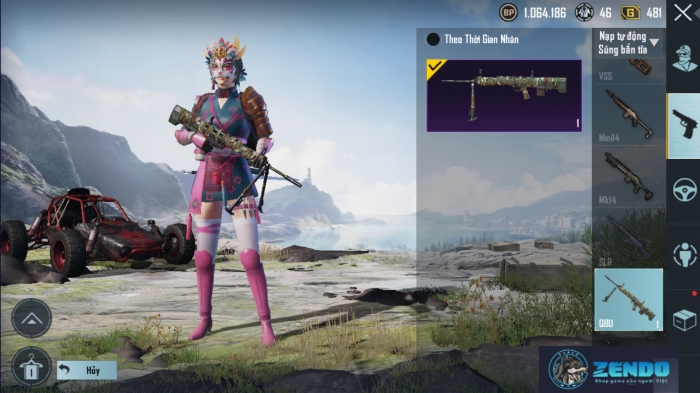 BP 1.064.186 46 G 481
Theo Thời Gian Nhận
Nạp tự động
Súng bắn tỉa
1
VSS
Mini14
Mk14
SLR
QBU 1
1
Hủy
ZENDO
Shop game của người Việt